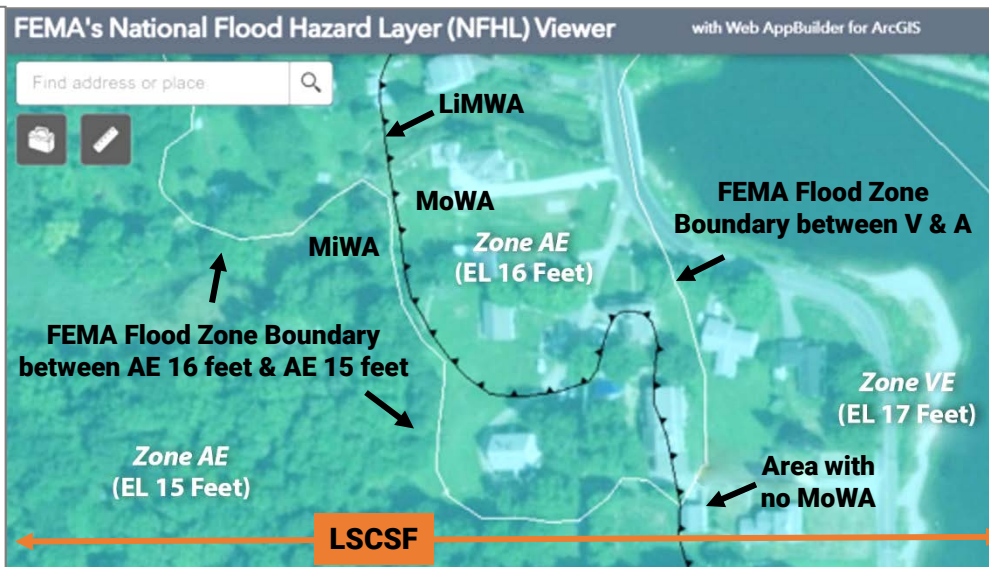 FEMA's National Flood Hazard Layer (NFHL) Viewer
with Web AppBuilder for ArcGIS
Find address or place
LiMWA
MoWA
FEMA Flood Zone
Boundary between V & A
MiWA
Zone AE
(EL 16 Feet)
FEMA Flood Zone Boundary
between AE 16 feet & AE 15 feet
Zone VE
(EL 17 Feet)
Zone AE
(EL 15 Feet)
Area with
no MoWA
LSCSF